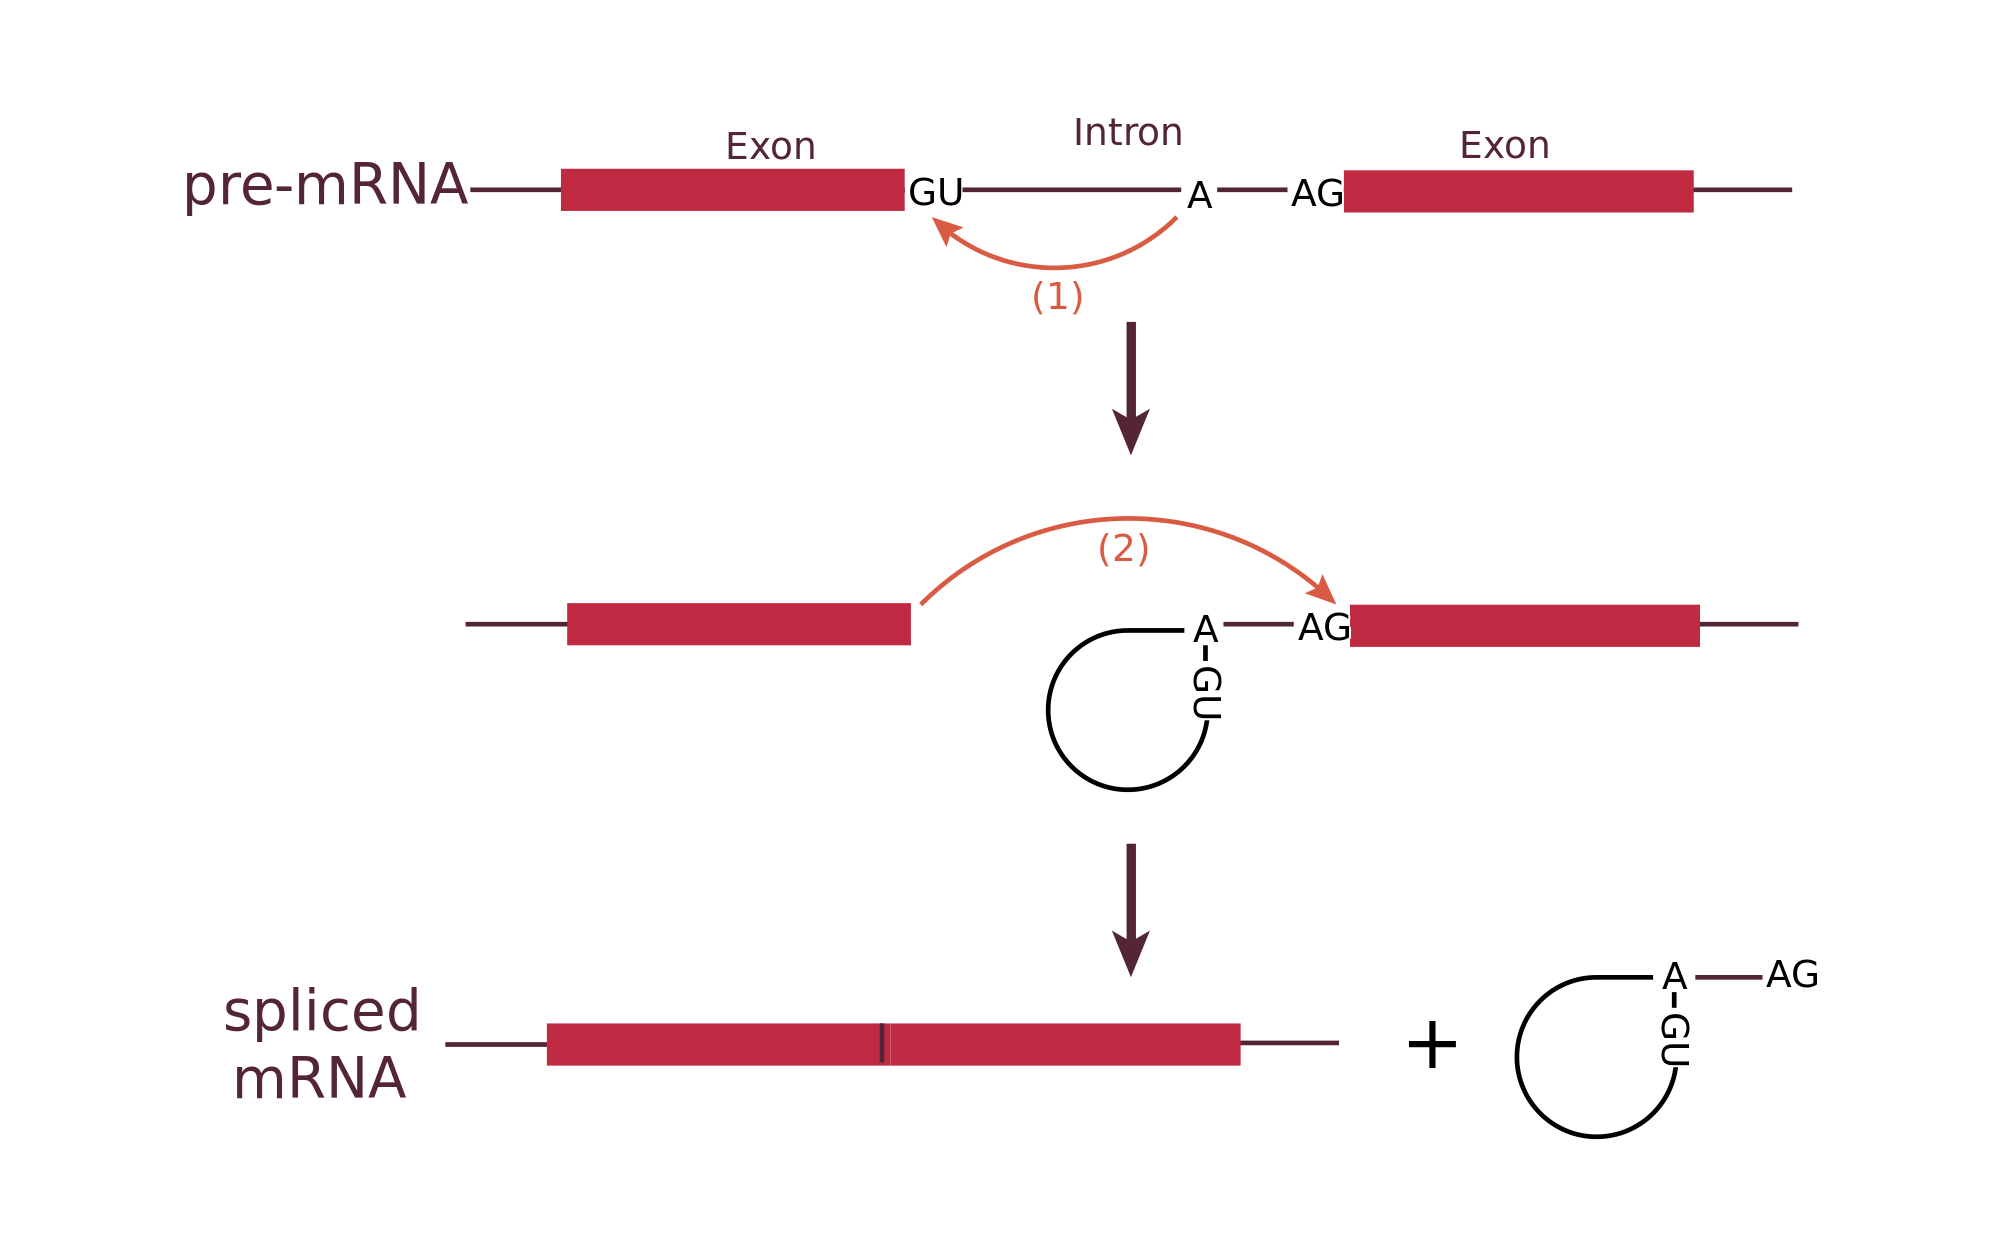 Exon
Intron
Exon
pre-mRNA
GU
A
AG
(1)
(2)
A
AG
GU
spliced
mRNA
+
A
AG
GU